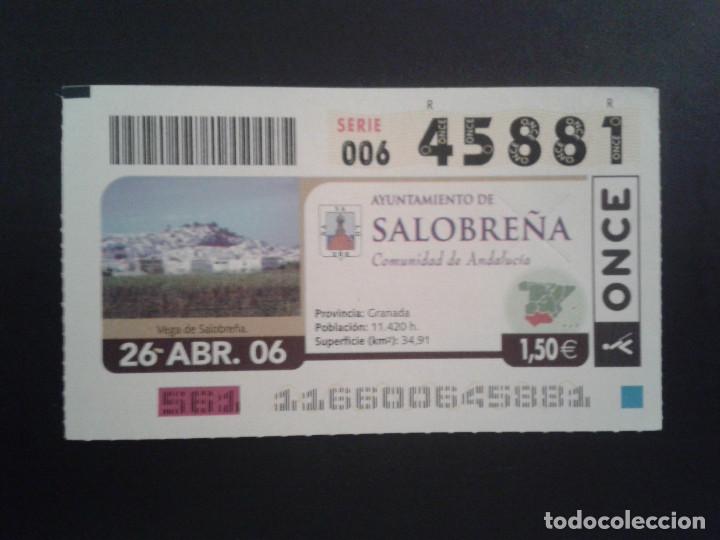 R R
SERIE
006
45881
AYUNTAMIENTO DE
SALOBREÑA
Comunidad de Andalucía
ONCE
Vega de Salobreña.
Provincia: Granada
Población: 11.420 h.
Superficie (km²): 34,91
26 ABR. 06
1,50€
581 116600645881
todocoleccion